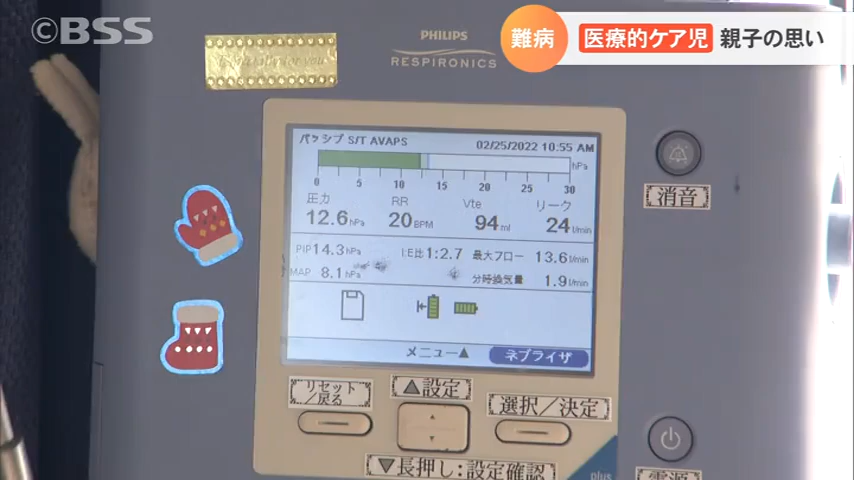 ©BSS
難病 医療的ケア児 親子の思い
PHILIPS
RESPIRONICS
for you
パッシブ S/T AVAPS 02/25/2022 10:55 AM
hPa
0 5 10 15 20 25 30
圧力 RR Vte リーク
12.6 hPa 20 BPM 94 ml 24 l/min
PIP 14.3 hPa I:E比 1:2.7 最大フロー 13.6 l/min
MAP 8.1 hPa 分時換気量 1.9 l/min
メニュー▲ ネブライザ
消音
リセット
/戻る
▲設定
選択/決定
▼長押し:設定確認
電源
plus